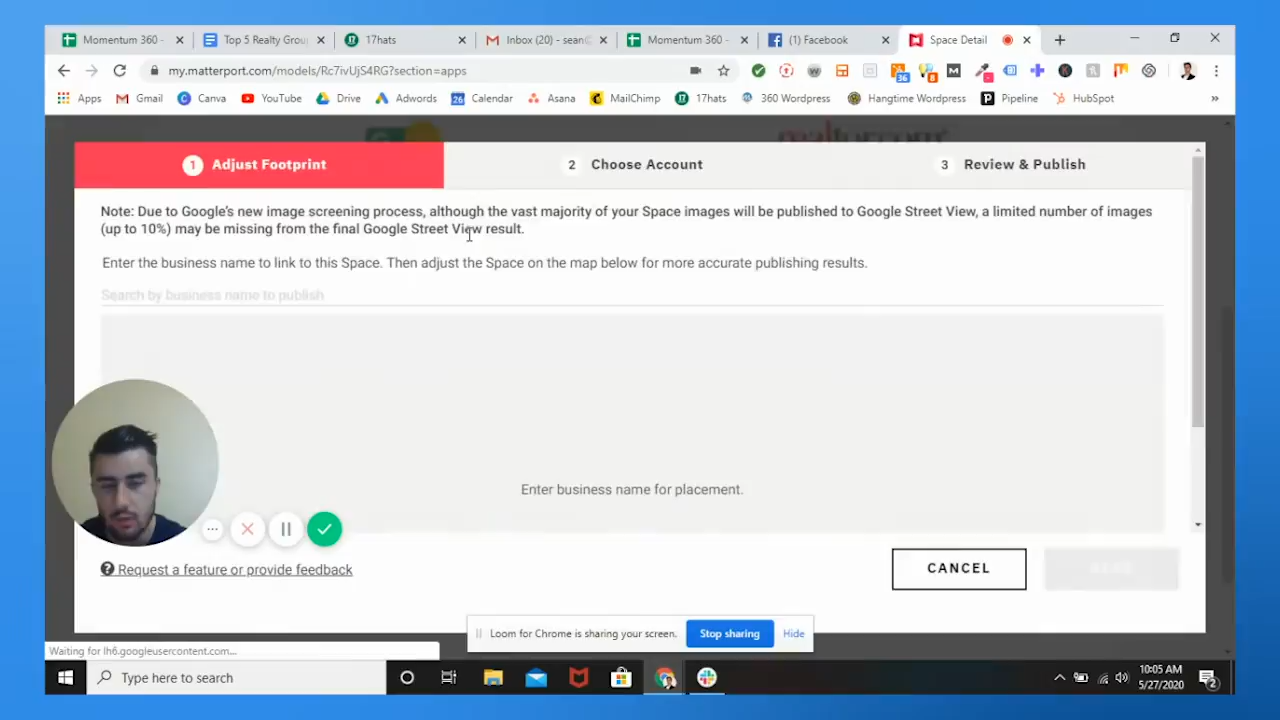 Momentum 360 -
Top 5 Realty Grou
17hats
Inbox (20) - sean@
Momentum 360 -
(1) Facebook
Space Detail
my.matterport.com/models/Rc7ivUjS4RG?section=apps
36
8
Apps
Gmail
Canva
YouTube
Drive
Adwords
26 Calendar
Asana
MailChimp
17hats
360 Wordpress
Hangtime Wordpress
Pipeline
HubSpot
»
1 Adjust Footprint
2 Choose Account
3 Review & Publish
Note: Due to Google's new image screening process, although the vast majority of your Space images will be published to Google Street View, a limited number of images
(up to 10%) may be missing from the final Google Street View result.
Enter the business name to link to this Space. Then adjust the Space on the map below for more accurate publishing results.
Search by business name to publish
Enter business name for placement.
Request a feature or provide feedback
CANCEL
NEXT
Loom for Chrome is sharing your screen.
Stop sharing
Hide
Waiting for lh6.googleusercontent.com...
Type here to search
10:05 AM
5/27/2020
2